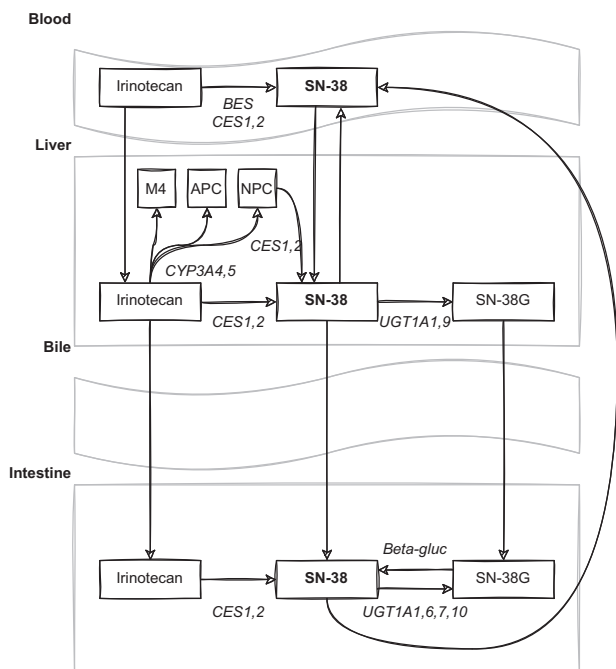 Blood
Irinotecan
SN-38
BES
CES1,2
Liver
M4
APC
NPC
CES1,2
CYP3A4,5
Irinotecan
SN-38
SN-38G
CES1,2
UGT1A1,9
Bile
Intestine
Beta-gluc
Irinotecan
SN-38
SN-38G
CES1,2
UGT1A1,6,7,10